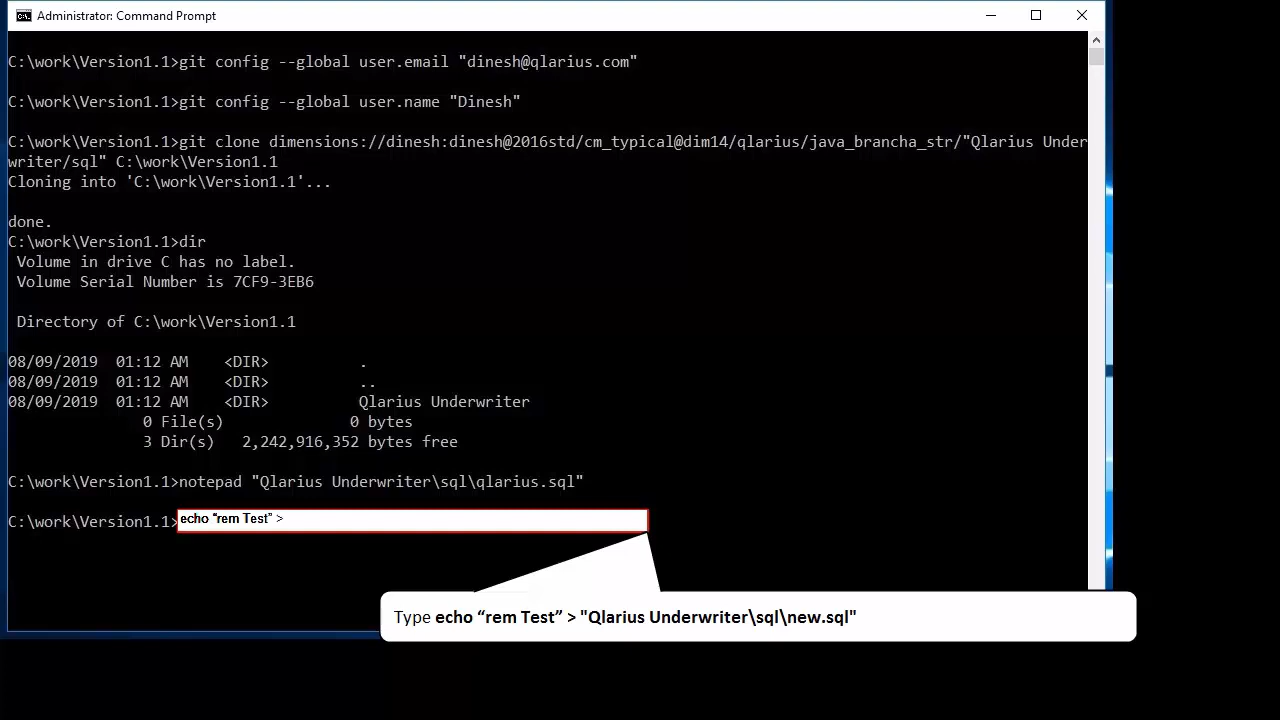 Administrator: Command Prompt
C:\work\Version1.1>git config --global user.email "dinesh@qlarius.com"
C:\work\Version1.1>git config --global user.name "Dinesh"
C:\work\Version1.1>git clone dimensions://dinesh:dinesh@2016std/cm_typical@dim14/qlarius/java_brancha_str/"Qlarius Under
writer/sql" C:\work\Version1.1
Cloning into 'C:\work\Version1.1'...
done.
C:\work\Version1.1>dir
Volume in drive C has no label.
Volume Serial Number is 7CF9-3EB6
Directory of C:\work\Version1.1
08/09/2019 01:12 AM <DIR> .
08/09/2019 01:12 AM <DIR> ..
08/09/2019 01:12 AM <DIR> Qlarius Underwriter
0 File(s) 0 bytes
3 Dir(s) 2,242,916,352 bytes free
C:\work\Version1.1>notepad "Qlarius Underwriter\sql\qlarius.sql"
C:\work\Version1.1>echo “rem Test” >
Type echo “rem Test” > "Qlarius Underwriter\sql\new.sql"